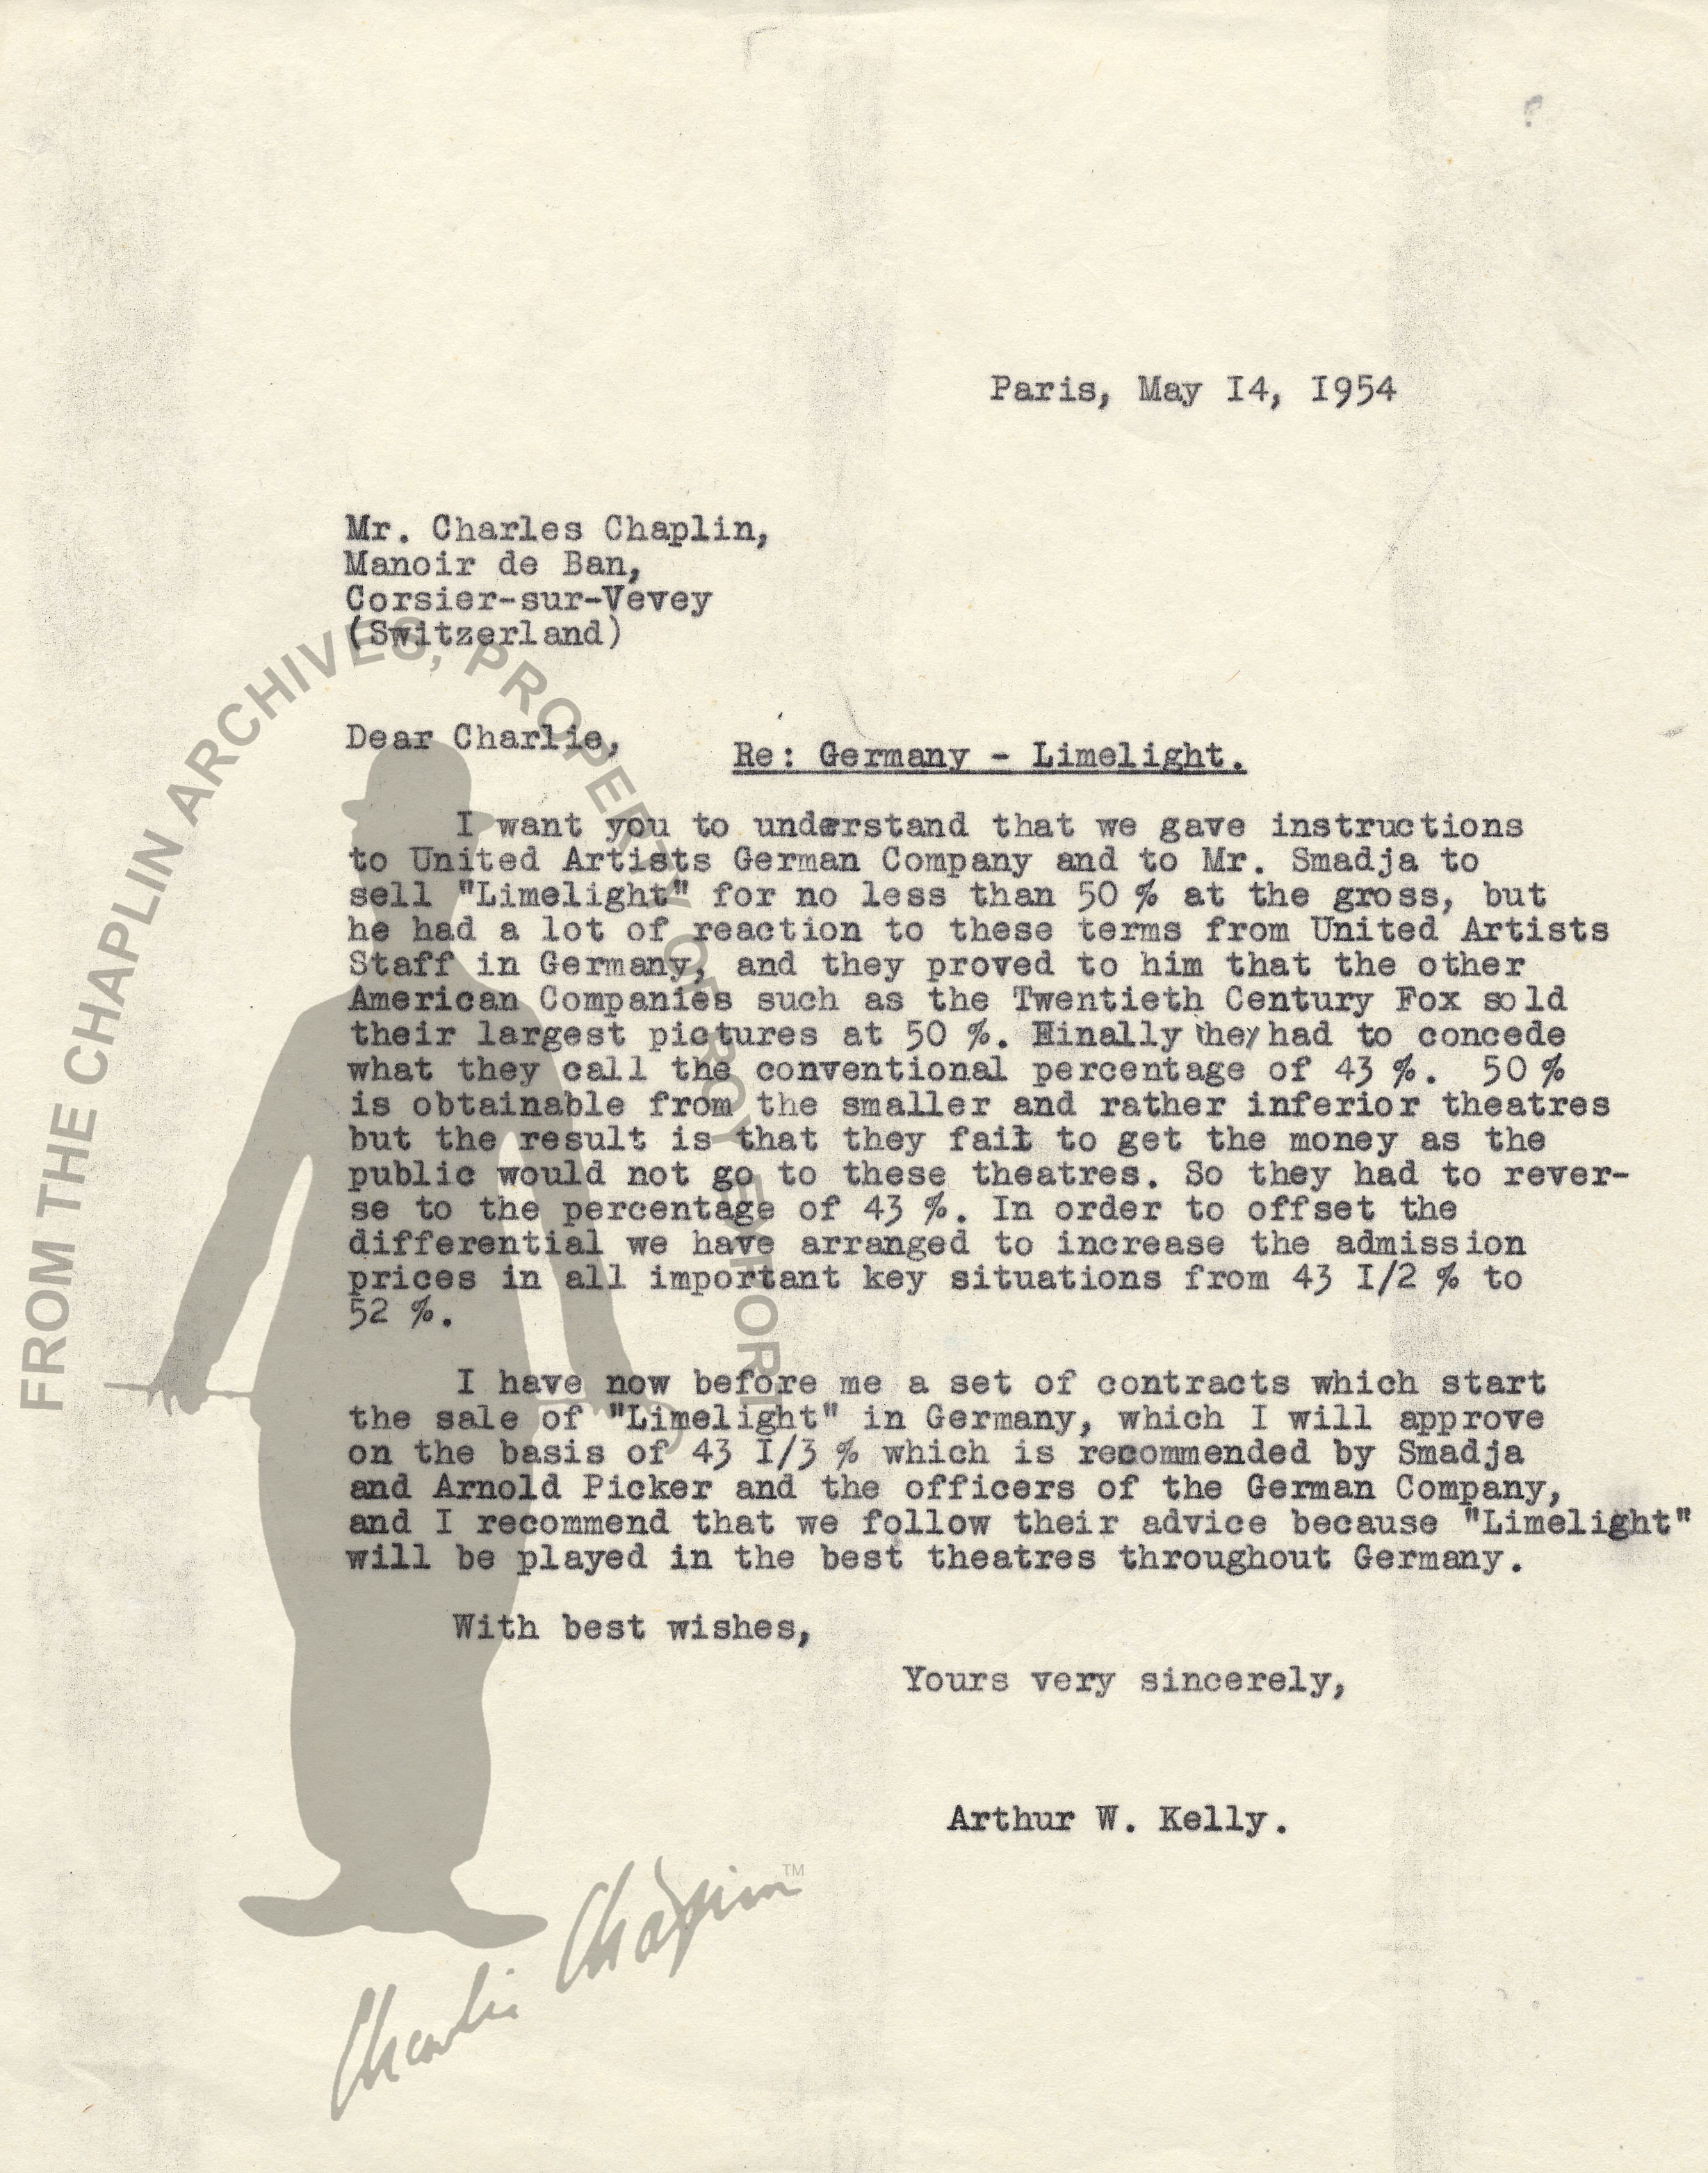 Paris, May I4, I954
Mr. Charles Chaplin,
Manoir de Ban,
Corsier-sur-Vevey
(Switzerland)
Dear Charlie,
Re: Germany - Limelight.
I want you to understand that we gave instructions
to United Artists German Company and to Mr. Smadja to
sell "Limelight" for no less than 50 % at the gross, but
he had a lot of reaction to these terms from United Artists
Staff in Germany, and they proved to him that the other
American Companies such as the Twentieth Century Fox sold
their largest pictures at 50 %. Finally they had to concede
what they call the conventional percentage of 43 %. 50 %
is obtainable from the smaller and rather inferior theatres
but the result is that they fail to get the money as the
public would not go to these theatres. So they had to rever-
se to the percentage of 43 %. In order to offset the
differential we have arranged to increase the admission
prices in all important key situations from 43 I/2 % to
52 %.
I have now before me a set of contracts which start
the sale of "Limelight" in Germany, which I will approve
on the basis of 43 I/3 % which is recommended by Smadja
and Arnold Picker and the officers of the German Company,
and I recommend that we follow their advice because "Limelight"
will be played in the best theatres throughout Germany.
With best wishes,
Yours very sincerely,
Arthur W. Kelly.
FROM THE CHAPLIN ARCHIVES, PROPERTY OF ROY EXPORT
Charlie Chaplin™